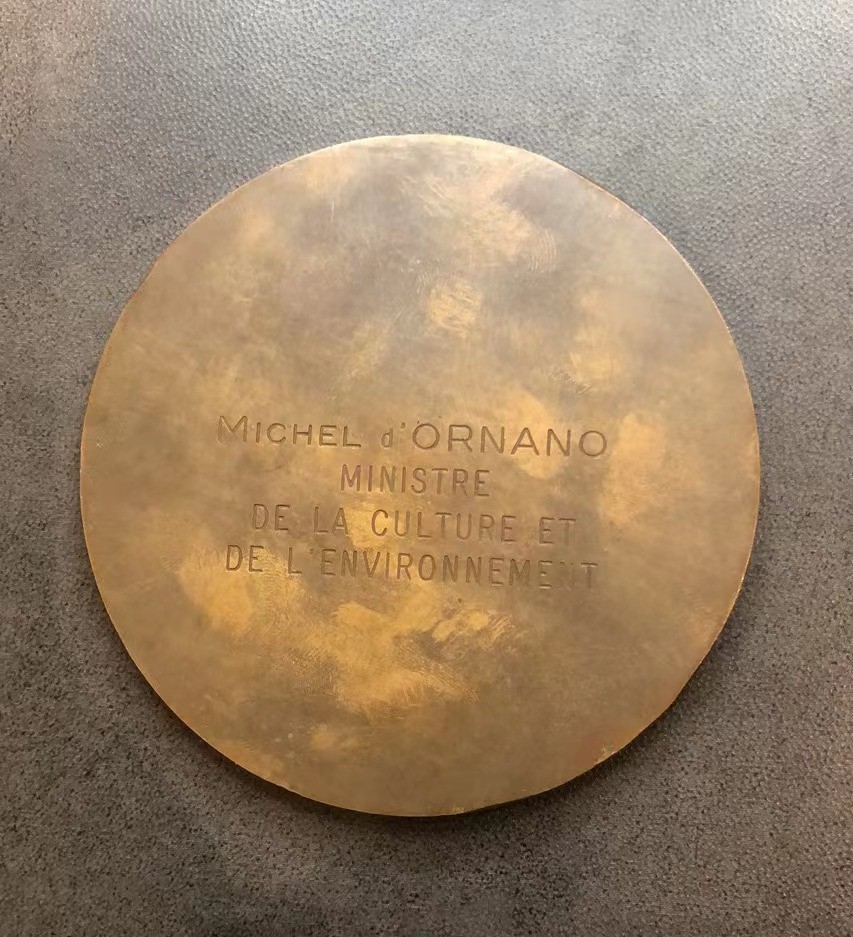 MICHEL d'ORNANO
MINISTRE
DE LA CULTURE ET
DE L'ENVIRONNEMENT